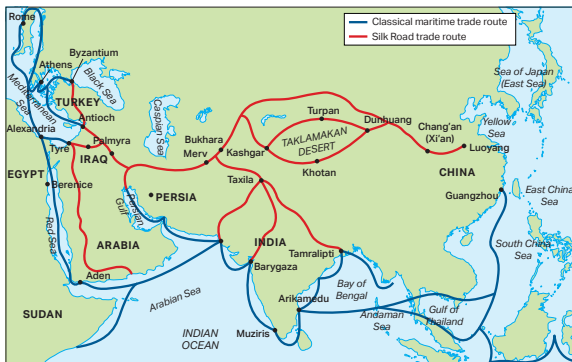 Classical maritime trade route
Silk Road trade route
Rome
Byzantium
Athens
Black Sea
Sea of Japan
(East Sea)
Mediterranean
Sea
TURKEY
Antioch
Caspian Sea
Turpan
Dunhuang
Yellow
Sea
Alexandria
Bukhara
TAKLAMAKAN
DESERT
Chang'an
(Xi'an)
Tyre
Palmyra
Merv
Kashgar
Luoyang
IRAQ
Khotan
CHINA
EGYPT
Berenice
PERSIA
Taxila
Guangzhou
East China
Sea
Persian
Gulf
Red Sea
ARABIA
INDIA
Tamralipti
South China
Sea
Barygaza
Aden
Arabian Sea
Bay of
Bengal
Arikamedu
SUDAN
Andaman
Sea
Gulf of
Thailand
INDIAN
OCEAN
Muziris